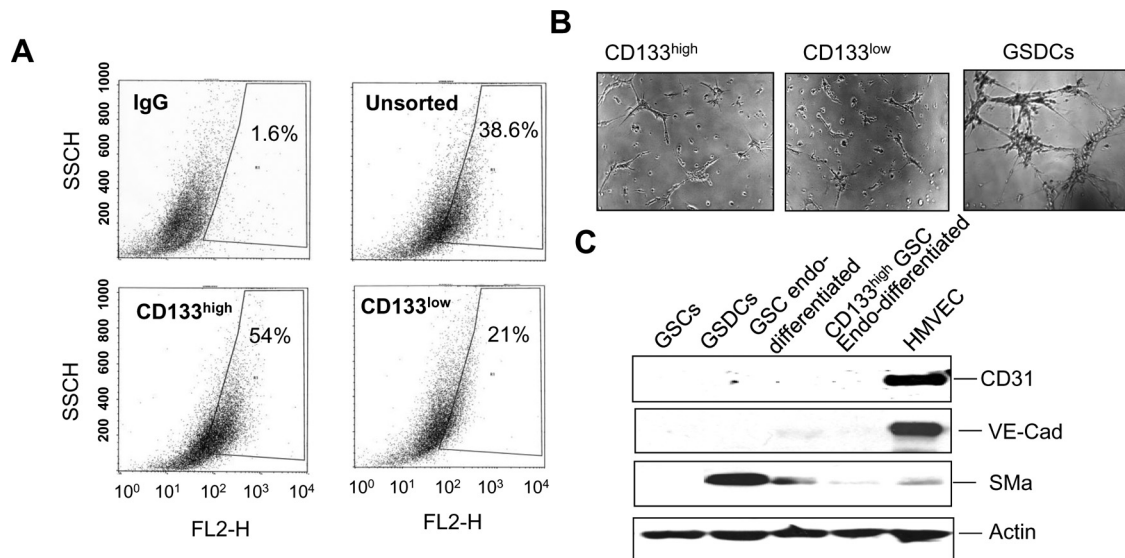 A
IgG
1.6%
Unsorted
38.6%
CD133high
54%
CD133low
21%
SSCH
1000
800
600
400
200
SSCH
1000
800
600
400
200
10⁰ 10¹ 10² 10³ 10⁴
10⁰ 10¹ 10² 10³ 10⁴
FL2-H
FL2-H
B
CD133high
CD133low
GSDCs
C
GSCs
GSDCs
GSC endo-
differentiated
CD133high GSC
Endo-differentiated
HMVEC
CD31
VE-Cad
SMa
Actin